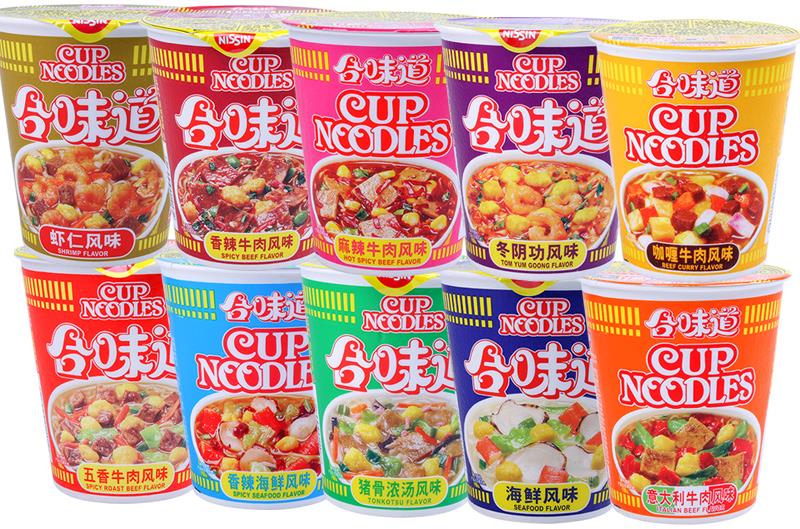 CUP
NOODLES
合味道
虾仁风味
SHRIMP FLAVOR
NISSIN
CUP
NOODLES
合味道
香辣牛肉风味
SPICY BEEF FLAVOR
合味道
CUP
NOODLES
麻辣牛肉风味
HOT SPICY BEEF FLAVOR
NISSIN
CUP
NOODLES
合味道
冬阴功风味
TOM YUM GOONG FLAVOR
合味道
CUP
NOODLES
咖喱牛肉风味
BEEF CURRY FLAVOR
CUP
NOODLES
合味道
五香牛肉风味
SPICY ROAST BEEF FLAVOR
合味道
CUP
NOODLES
香辣海鲜风味
SPICY SEAFOOD FLAVOR
NISSIN
CUP
NOODLES
合味道
猪骨浓汤风味
TONKOTSU FLAVOR
CUP
NOODLES
合味道
海鲜风味
SEAFOOD FLAVOR
合味道
CUP
NOODLES
意大利牛肉风味
ITALIAN BEEF FLAVOR